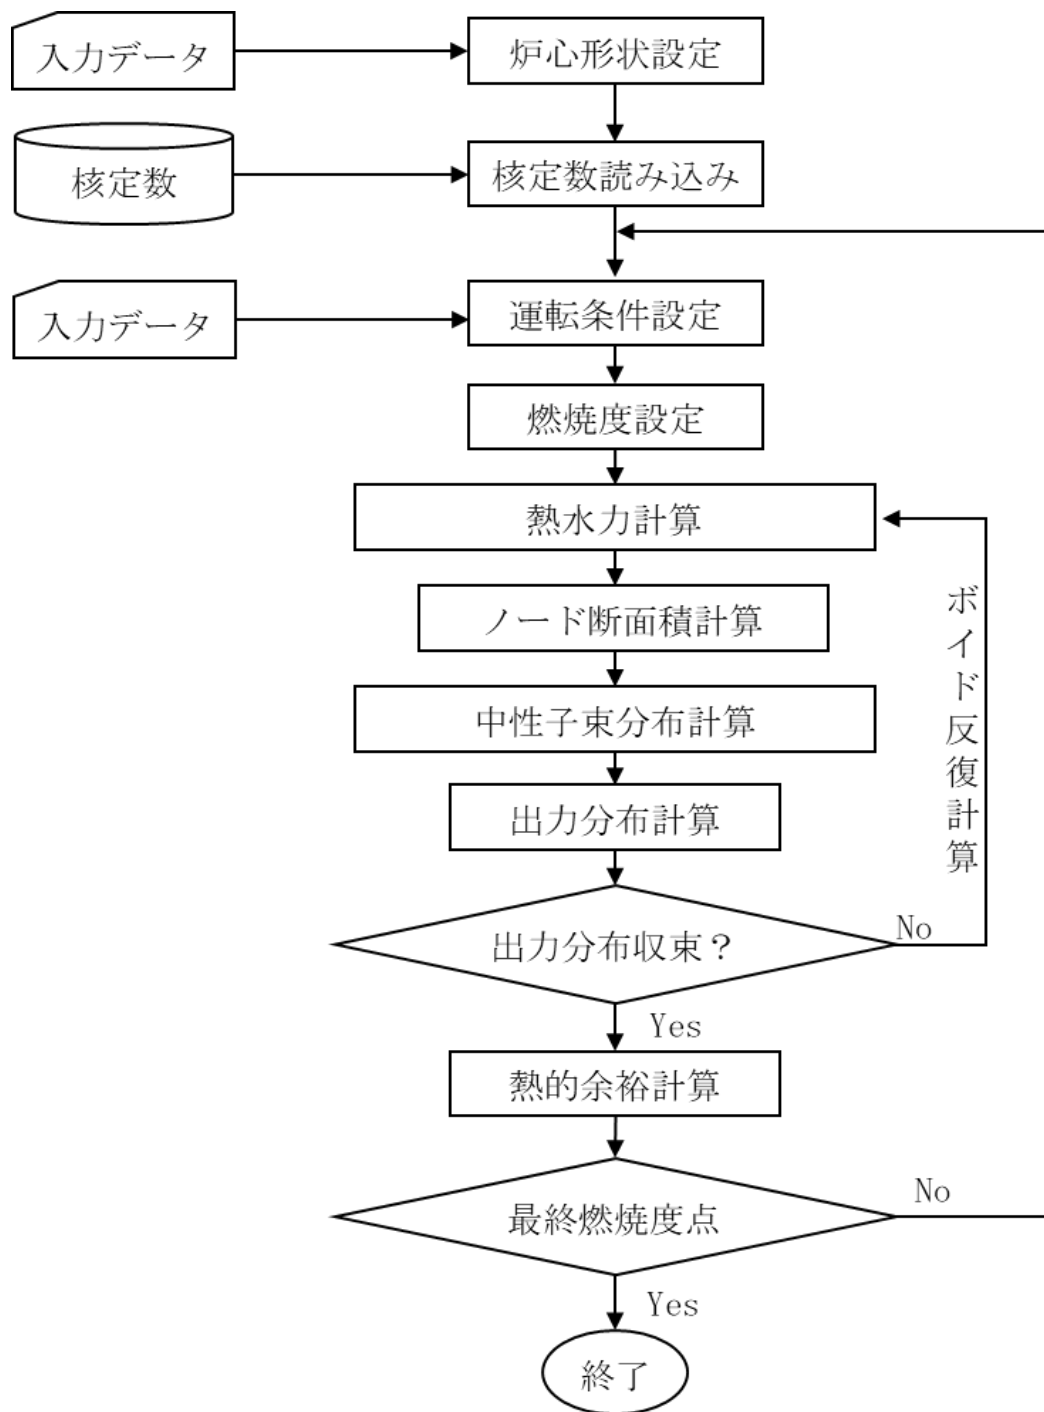 入力データ
炉心形状設定
核定数
核定数読み込み
入力データ
運転条件設定
燃焼度設定
熱水力計算
ノード断面積計算
中性子束分布計算
出力分布計算
ボイド反復計算
出力分布収束？
No
Yes
熱的余裕計算
最終燃焼度点
No
Yes
終了